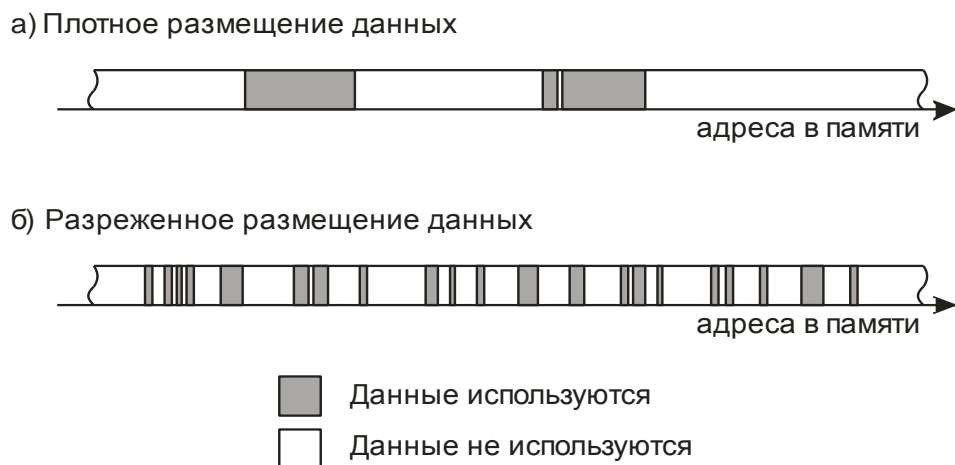 а) Плотное размещение данных
адреса в памяти
б) Разреженное размещение данных
адреса в памяти
Данные используются
Данные не используются